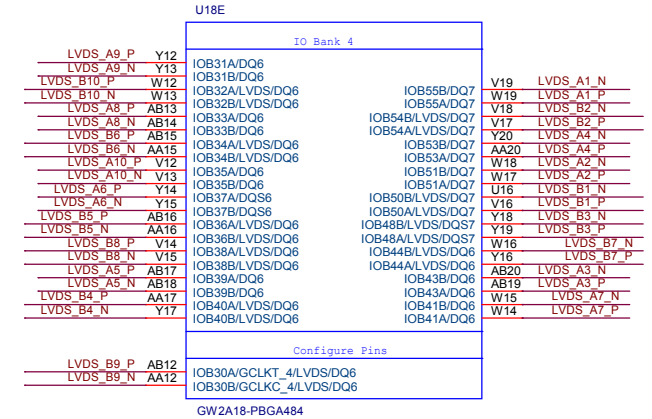 U18E
IO Bank 4
LVDS_A9_P Y12 IOB31A/DQ6
LVDS_A9_N Y13 IOB31B/DQ6
LVDS_B10_P W12 IOB32A/LVDS/DQ6 IOB55B/DQ7 V19 LVDS_A1_N
LVDS_B10_N W13 IOB32B/LVDS/DQ6 IOB55A/DQ7 W19 LVDS_A1_P
LVDS_A8_P AB13 IOB33A/DQ6 IOB54B/LVDS/DQ7 V18 LVDS_B2_N
LVDS_A8_N AB14 IOB33B/DQ6 IOB54A/LVDS/DQ7 V17 LVDS_B2_P
LVDS_B6_P AB15 IOB34A/LVDS/DQ6 IOB53B/DQ7 Y20 LVDS_A4_N
LVDS_B6_N AA15 IOB34B/LVDS/DQ6 IOB53A/DQ7 AA20 LVDS_A4_P
LVDS_A10_P V12 IOB35A/DQ6 IOB51B/DQ7 W18 LVDS_A2_N
LVDS_A10_N V13 IOB35B/DQ6 IOB51A/DQ7 W17 LVDS_A2_P
LVDS_A6_P Y14 IOB37A/DQS6 IOB50B/LVDS/DQ7 U16 LVDS_B1_N
LVDS_A6_N Y15 IOB37B/DQS6 IOB50A/LVDS/DQ7 V16 LVDS_B1_P
LVDS_B5_P AB16 IOB36A/LVDS/DQ6 IOB48B/LVDS/DQS7 Y18 LVDS_B3_N
LVDS_B5_N AA16 IOB36B/LVDS/DQ6 IOB48A/LVDS/DQS7 Y19 LVDS_B3_P
LVDS_B8_P V14 IOB38A/LVDS/DQ6 IOB44B/LVDS/DQ6 W16 LVDS_B7_N
LVDS_B8_N V15 IOB38B/LVDS/DQ6 IOB44A/LVDS/DQ6 Y16 LVDS_B7_P
LVDS_A5_P AB17 IOB39A/DQ6 IOB43B/DQ6 AB20 LVDS_A3_N
LVDS_A5_N AB18 IOB39B/DQ6 IOB43A/DQ6 AB19 LVDS_A3_P
LVDS_B4_P AA17 IOB40A/LVDS/DQ6 IOB41B/DQ6 W15 LVDS_A7_N
LVDS_B4_N Y17 IOB40B/LVDS/DQ6 IOB41A/DQ6 W14 LVDS_A7_P
Configure Pins
LVDS_B9_P AB12 IOB30A/GCLKT_4/LVDS/DQ6
LVDS_B9_N AA12 IOB30B/GCLKC_4/LVDS/DQ6
GW2A18-PBGA484